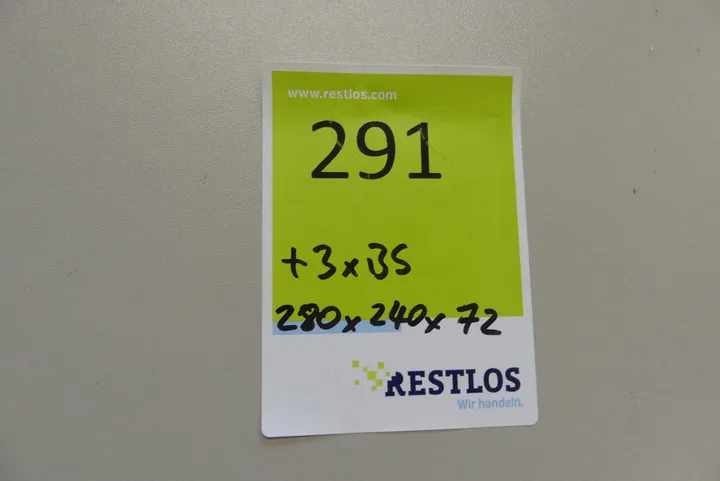 www.restlos.com
291
+3xBS
280x240x72
RESTLOS
Wir handeln.